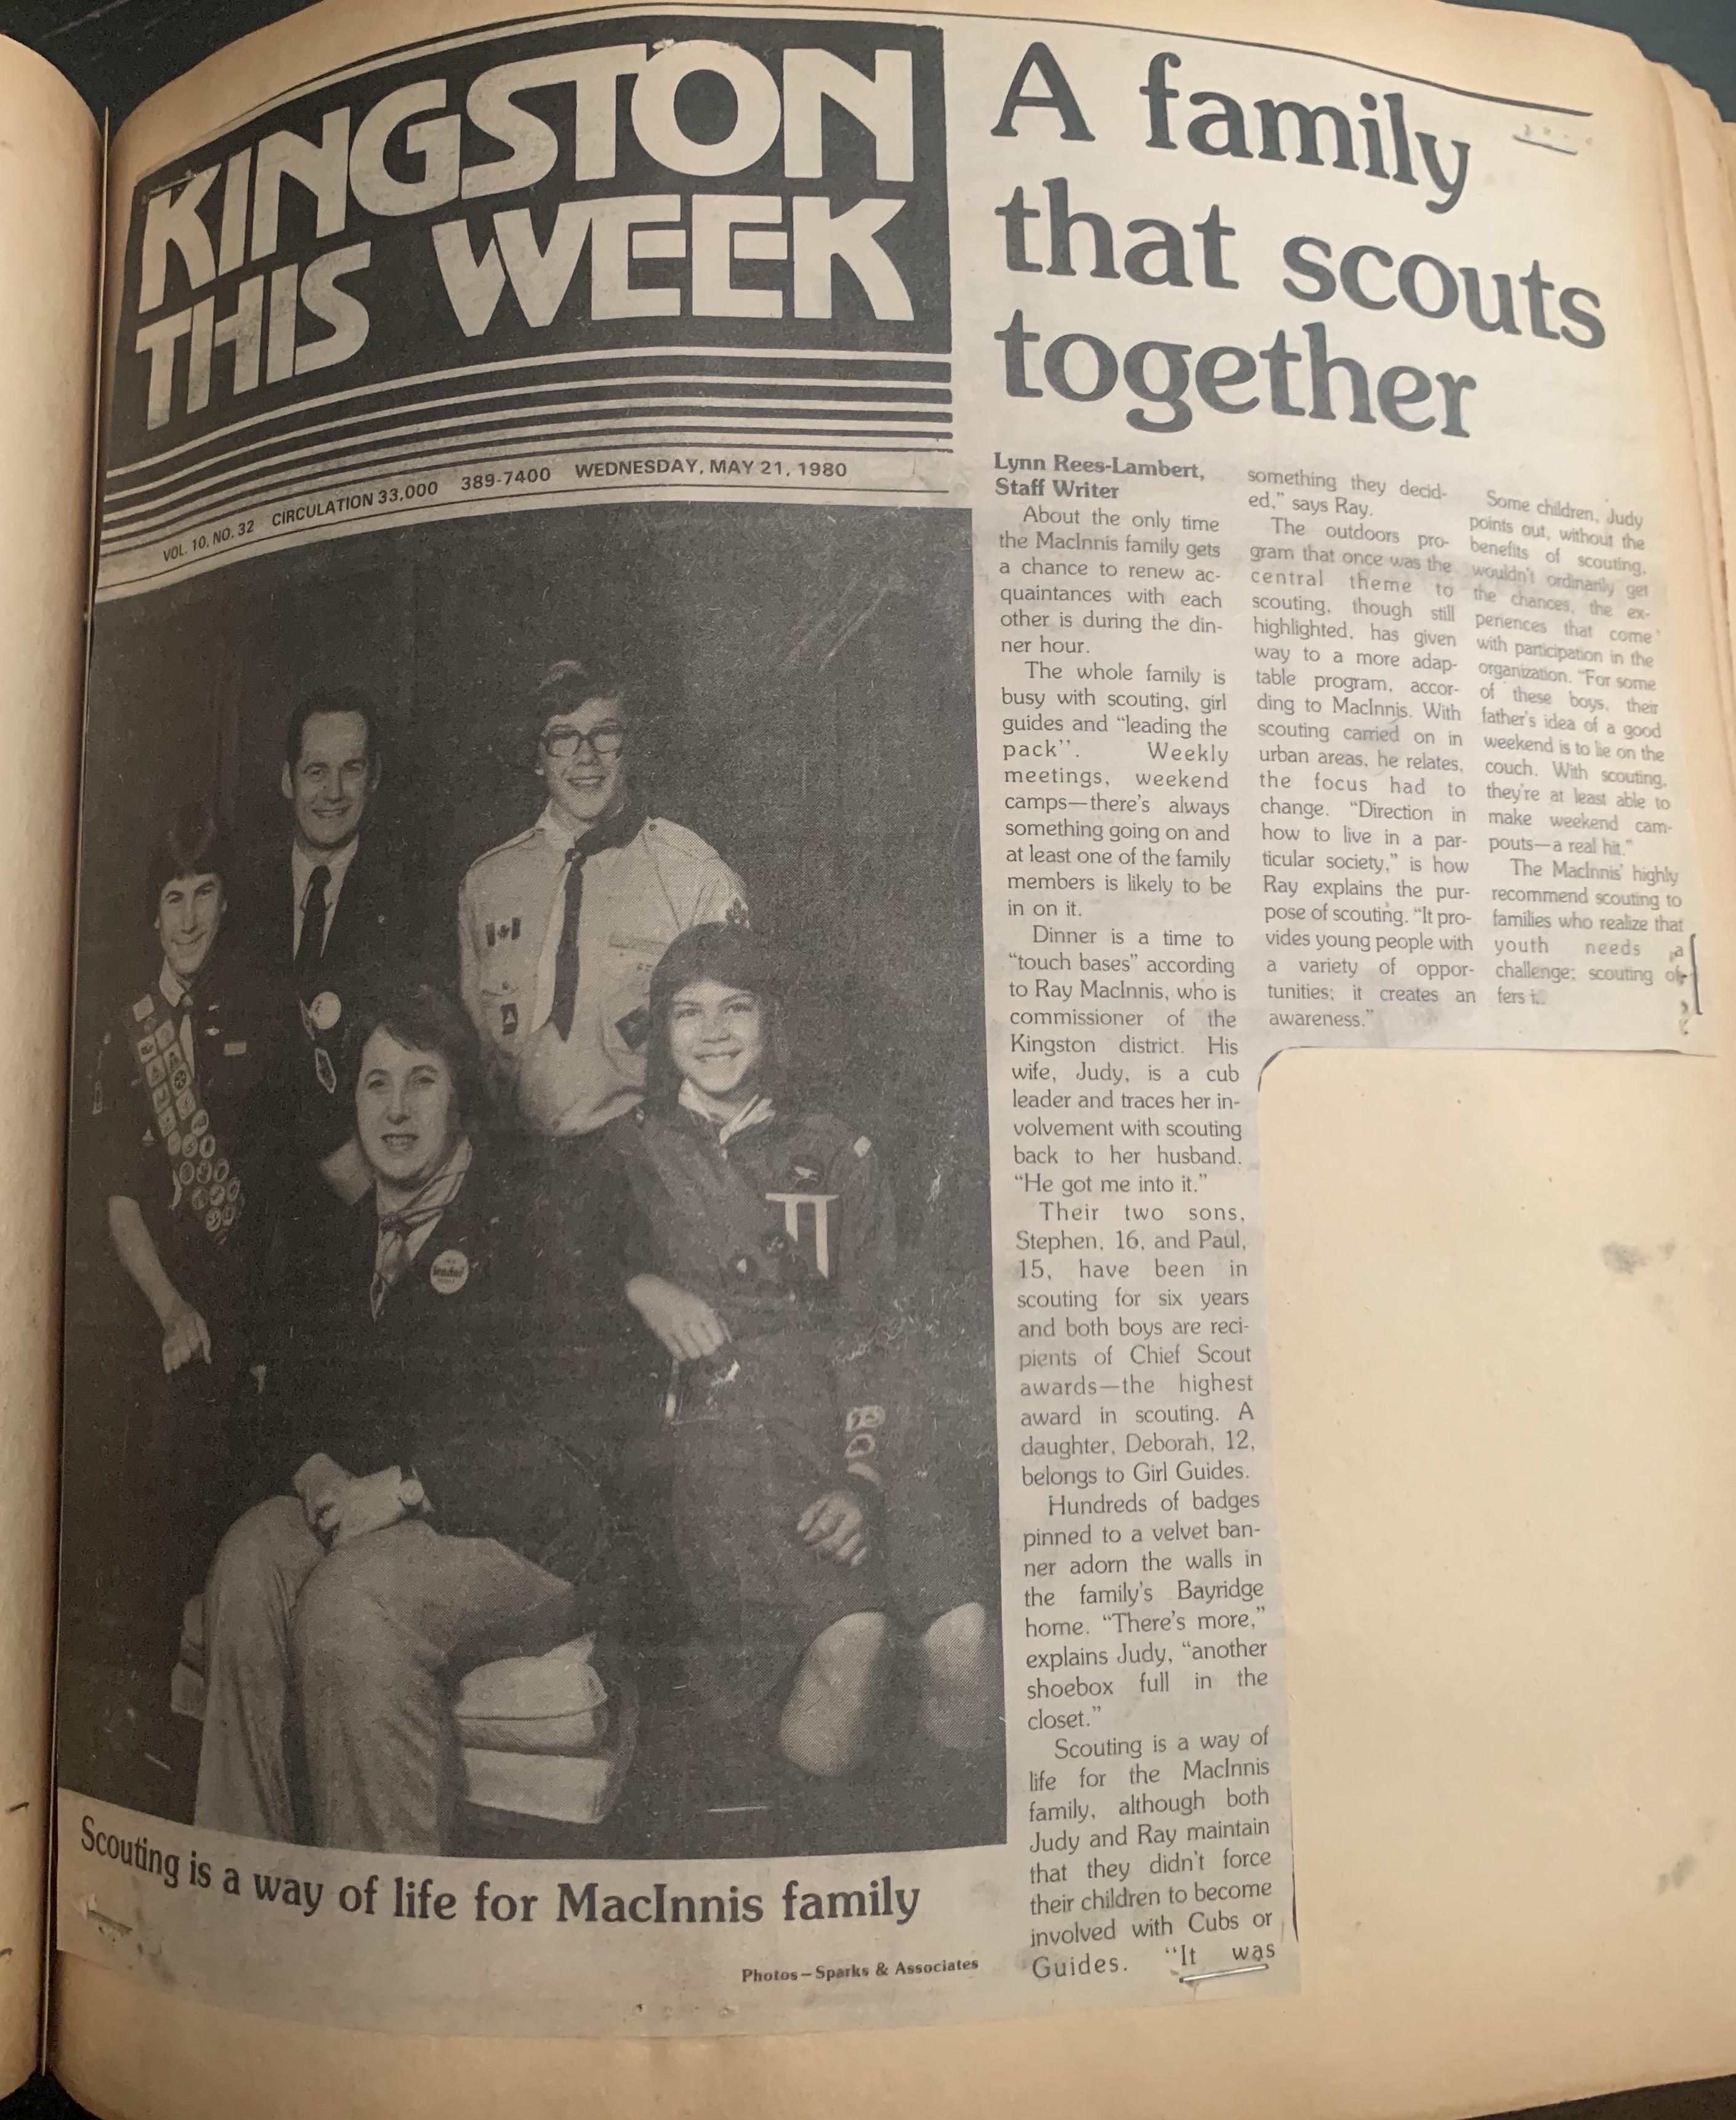 KINGSTON
THIS WEEK
VOL. 10, NO. 32 CIRCULATION 33,000 389-7400 WEDNESDAY, MAY 21, 1980
Scouting is a way of life for MacInnis family
Photos—Sparks & Associates
A family
that scouts
together
Lynn Rees-Lambert,
Staff Writer
About the only time
the MacInnis family gets
a chance to renew ac-
quaintances with each
other is during the din-
ner hour.
The whole family is
busy with scouting, girl
guides and “leading the
pack”. Weekly
meetings, weekend
camps—there's always
something going on and
at least one of the family
members is likely to be
in on it.
Dinner is a time to
“touch bases” according
to Ray MacInnis, who is
commissioner of the
Kingston district. His
wife, Judy, is a cub
leader and traces her in-
volvement with scouting
back to her husband.
“He got me into it.”
Their two sons,
Stephen, 16, and Paul,
15, have been in
scouting for six years
and both boys are reci-
pients of Chief Scout
awards—the highest
award in scouting. A
daughter, Deborah, 12,
belongs to Girl Guides.
Hundreds of badges
pinned to a velvet ban-
ner adorn the walls in
the family's Bayridge
home. “There's more,”
explains Judy, “another
shoebox full in the
closet.”
Scouting is a way of
life for the MacInnis
family, although both
Judy and Ray maintain
that they didn't force
their children to become
involved with Cubs or
Guides. “It was
something they decid-
ed,” says Ray.
The outdoors pro-
gram that once was the
central theme to
scouting, though still
highlighted, has given
way to a more adap-
table program, accor-
ding to MacInnis. With
scouting carried on in
urban areas, he relates,
the focus had to
change. “Direction in
how to live in a par-
ticular society,” is how
Ray explains the pur-
pose of scouting. “It pro-
vides young people with
a variety of oppor-
tunities; it creates an
awareness.”
Some children, Judy
points out, without the
benefits of scouting,
wouldn't ordinarily get
the chances, the ex-
periences that come
with participation in the
organization. “For some
of these boys, their
father's idea of a good
weekend is to lie on the
couch. With scouting,
they're at least able to
make weekend cam-
pouts—a real hit.”
The MacInnis' highly
recommend scouting to
families who realize that
youth needs a
challenge; scouting of-
fers